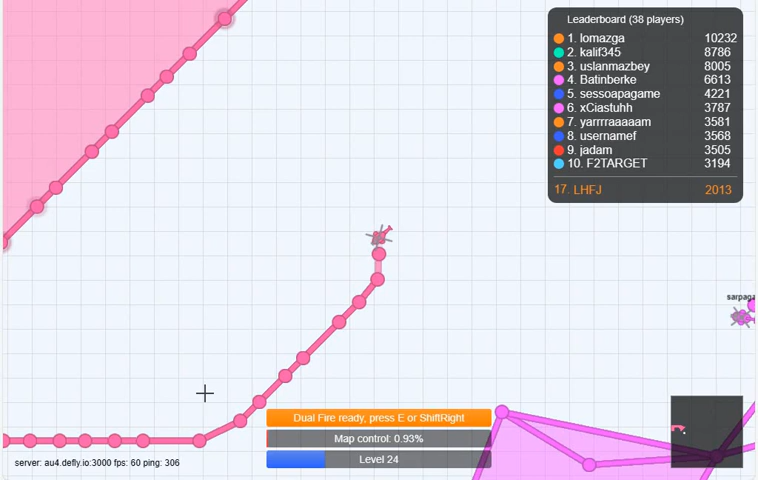 Leaderboard (38 players)
1. lomazga 10232
2. kalif345 8786
3. uslanmazbey 8005
4. Batinberke 6613
5. sessoapagame 4221
6. xCiastuhh 3787
7. yarrrraaaaam 3581
8. usernamef 3568
9. jadam 3505
10. F2TARGET 3194
17. LHFJ 2013
Dual Fire ready, press E or ShiftRight
Map control: 0.93%
Level 24
server: au4.defly.io:3000 fps: 60 ping: 306